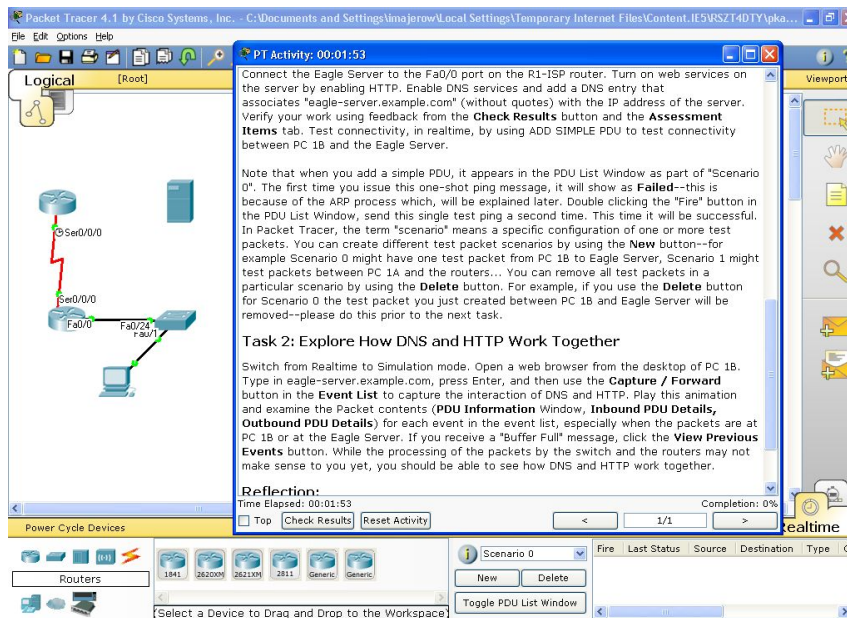 Packet Tracer 4.1 by Cisco Systems, Inc. - C:\Documents and Settings\imajerow\Local Settings\Temporary Internet Files\Content.IE5\RSZT4DTY\pka...
File Edit Options Help
Logical [Root] Viewport
PT Activity: 00:01:53
Connect the Eagle Server to the Fa0/0 port on the R1-ISP router. Turn on web services on
the server by enabling HTTP. Enable DNS services and add a DNS entry that
associates "eagle-server.example.com" (without quotes) with the IP address of the server.
Verify your work using feedback from the Check Results button and the Assessment
Items tab. Test connectivity, in realtime, by using ADD SIMPLE PDU to test connectivity
between PC 1B and the Eagle Server.
Note that when you add a simple PDU, it appears in the PDU List Window as part of "Scenario
0". The first time you issue this one-shot ping message, it will show as Failed--this is
because of the ARP process which, will be explained later. Double clicking the "Fire" button in
the PDU List Window, send this single test ping a second time. This time it will be successful.
In Packet Tracer, the term "scenario" means a specific configuration of one or more test
packets. You can create different test packet scenarios by using the New button--for
example Scenario 0 might have one test packet from PC 1B to Eagle Server, Scenario 1 might
test packets between PC 1A and the routers... You can remove all test packets in a
particular scenario by using the Delete button. For example, if you use the Delete button
for Scenario 0 the test packet you just created between PC 1B and Eagle Server will be
removed--please do this prior to the next task.
Task 2: Explore How DNS and HTTP Work Together
Switch from Realtime to Simulation mode. Open a web browser from the desktop of PC 1B.
Type in eagle-server.example.com, press Enter, and then use the Capture / Forward
button in the Event List to capture the interaction of DNS and HTTP. Play this animation
and examine the Packet contents (PDU Information Window, Inbound PDU Details,
Outbound PDU Details) for each event in the event list, especially when the packets are at
PC 1B or at the Eagle Server. If you receive a "Buffer Full" message, click the View Previous
Events button. While the processing of the packets by the switch and the routers may not
make sense to you yet, you should be able to see how DNS and HTTP work together.
Reflection:
Time Elapsed: 00:01:53 Completion: 0%
Top Check Results Reset Activity < 1/1 >
Ser0/0/0
Ser0/0/0
Fa0/0 Fa0/24
Fa0/1
Power Cycle Devices Realtime
Routers
1841 2620XM 2621XM 2811 Generic Generic
(Select a Device to Drag and Drop to the Workspace)
Scenario 0
New Delete
Toggle PDU List Window
Fire Last Status Source Destination Type